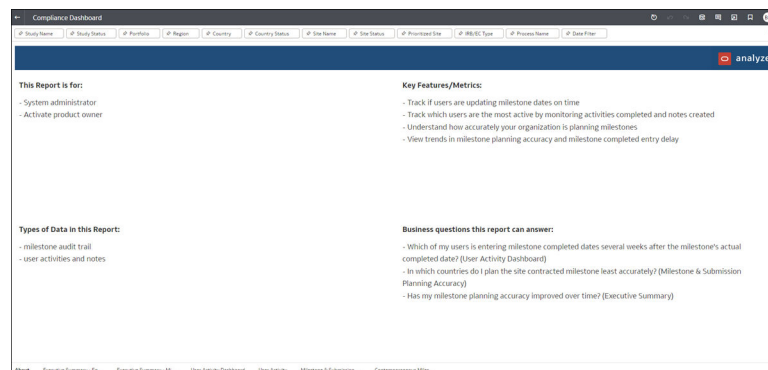 Compliance Dashboard
Study Name
Study Status
Portfolio
Region
Country
Country Status
Site Name
Site Status
Prioritized Site
IRB/EC Type
Process Name
Date Filter
analyze
This Report is for:
- System administrator
- Activate product owner
Key Features/Metrics:
- Track if users are updating milestone dates on time
- Track which users are the most active by monitoring activities completed and notes created
- Understand how accurately your organization is planning milestones
- View trends in milestone planning accuracy and milestone completed entry delay
Types of Data in this Report:
- milestone audit trail
- user activities and notes
Business questions this report can answer:
- Which of my users is entering milestone completed dates several weeks after the milestone's actual
completed date? (User Activity Dashboard)
- In which countries do I plan the site contracted milestone least accurately? (Milestone & Submission
Planning Accuracy)
- Has my milestone planning accuracy improved over time? (Executive Summary)